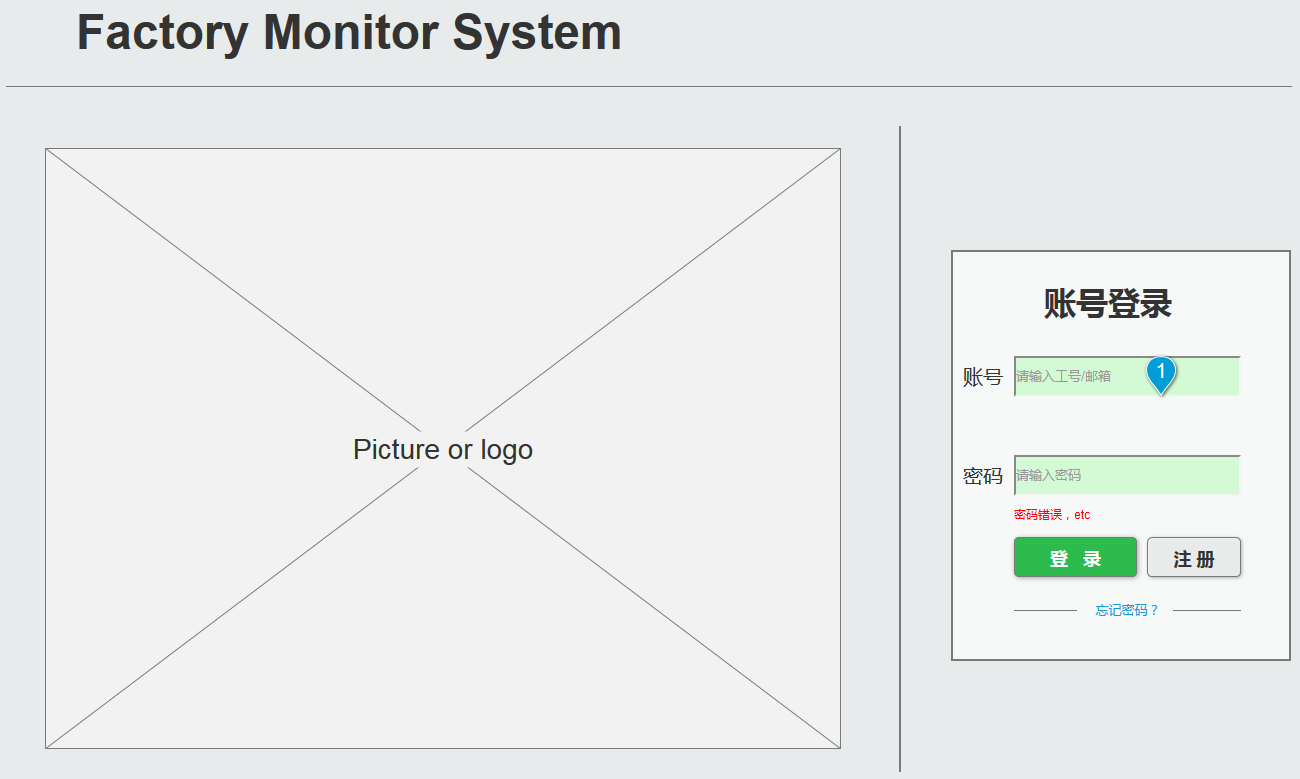 Factory Monitor System
Picture or logo
账号登录
账号 请输入工号/邮箱 1
密码 请输入密码
密码错误，etc
登 录 注 册
忘记密码？